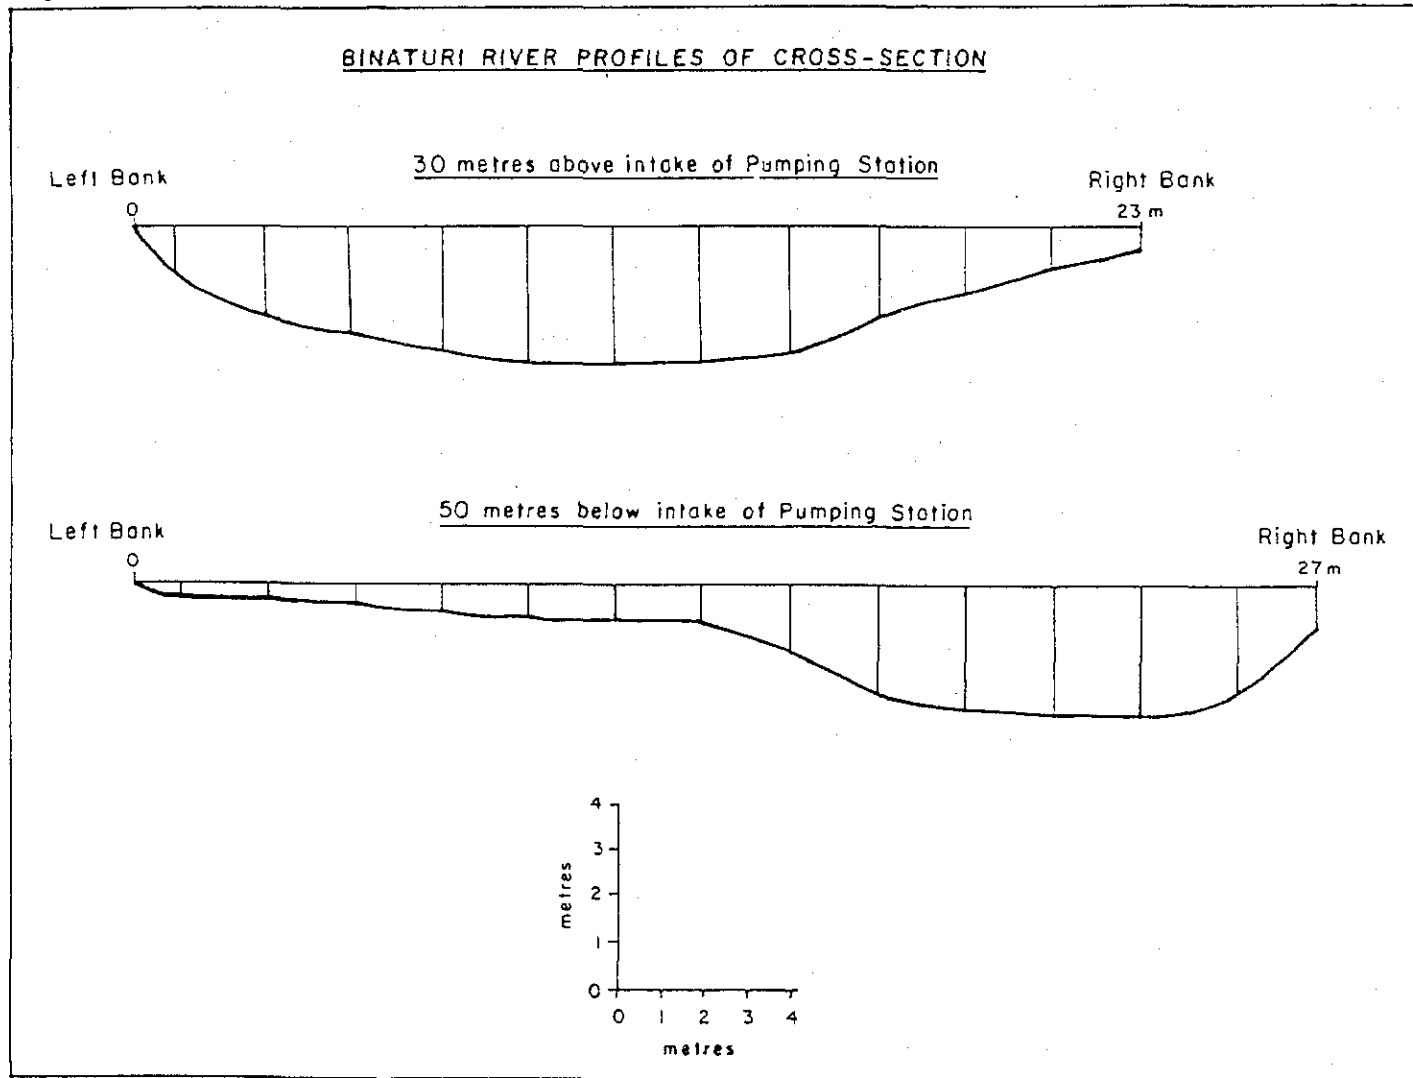 BINATURI RIVER PROFILES OF CROSS-SECTION
30 metres above intake of Pumping Station
Left Bank
Right Bank
0
23 m
50 metres below intake of Pumping Station
Left Bank
Right Bank
0
27 m
4
3
2
1
0
metres
0 1 2 3 4
metres